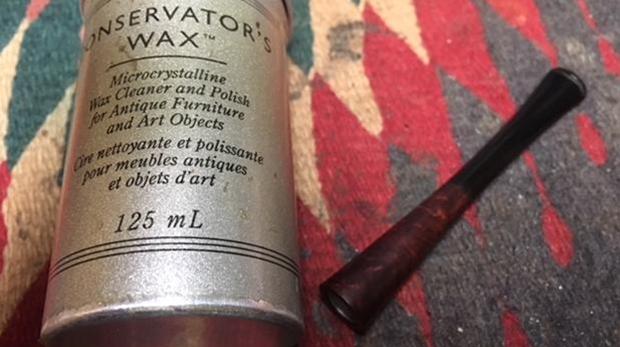 CONSERVATOR'S
WAX™
Microcrystalline
Wax Cleaner and Polish
for Antique Furniture
and Art Objects
Cire nettoyante et polissante
pour meubles antiques
et objets d'art
125 mL